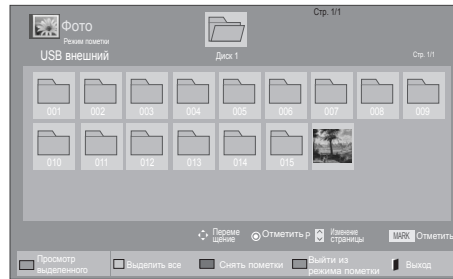 Стр. 1/1
Фото
Режим пометки
USB внешний
Диск 1
Стр. 1/1
001 002 003 004 005 006 007 008 009
010 011 012 013 014 015
Переме
щение
Отметить
P
Изменение
страницы
MARK Отметить
Просмотр
выделенного
Выделить все
Снять пометки
Выйти из
режима пометки
Выход